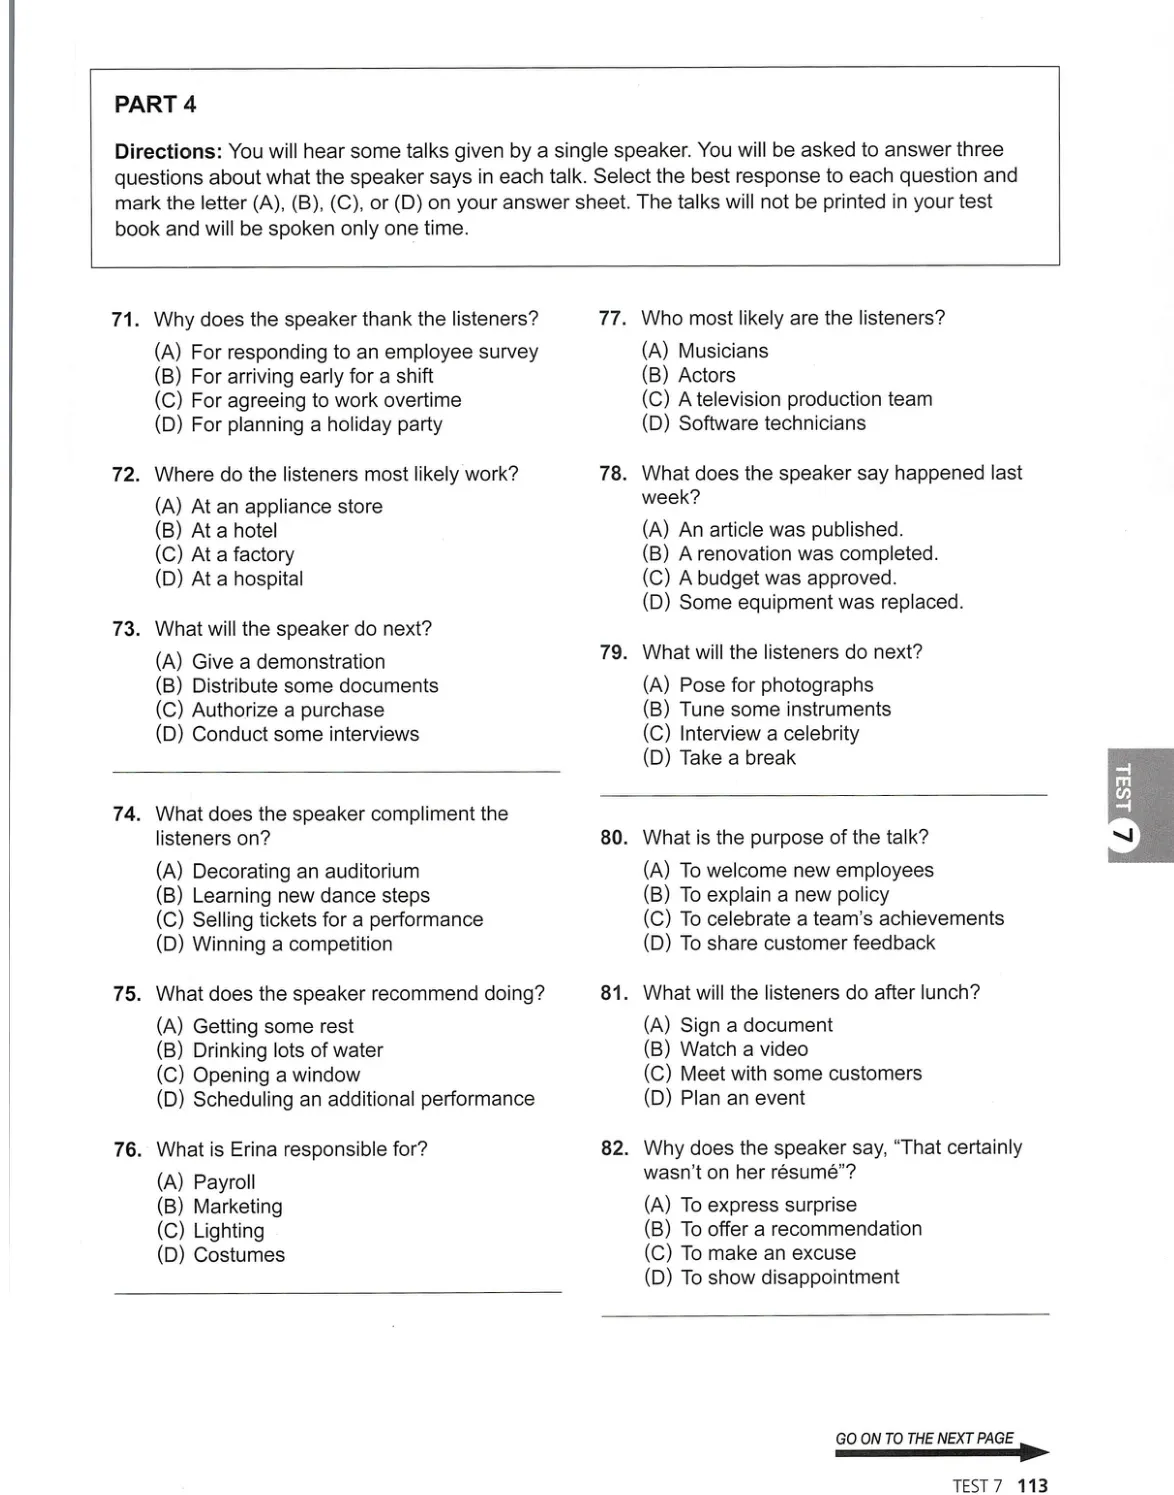 PART 4
Directions: You will hear some talks given by a single speaker. You will be asked to answer three
questions about what the speaker says in each talk. Select the best response to each question and
mark the letter (A), (B), (C), or (D) on your answer sheet. The talks will not be printed in your test
book and will be spoken only one time.
71. Why does the speaker thank the listeners?
(A) For responding to an employee survey
(B) For arriving early for a shift
(C) For agreeing to work overtime
(D) For planning a holiday party
72. Where do the listeners most likely work?
(A) At an appliance store
(B) At a hotel
(C) At a factory
(D) At a hospital
73. What will the speaker do next?
(A) Give a demonstration
(B) Distribute some documents
(C) Authorize a purchase
(D) Conduct some interviews
74. What does the speaker compliment the
listeners on?
(A) Decorating an auditorium
(B) Learning new dance steps
(C) Selling tickets for a performance
(D) Winning a competition
75. What does the speaker recommend doing?
(A) Getting some rest
(B) Drinking lots of water
(C) Opening a window
(D) Scheduling an additional performance
76. What is Erina responsible for?
(A) Payroll
(B) Marketing
(C) Lighting
(D) Costumes
77. Who most likely are the listeners?
(A) Musicians
(B) Actors
(C) A television production team
(D) Software technicians
78. What does the speaker say happened last
week?
(A) An article was published.
(B) A renovation was completed.
(C) A budget was approved.
(D) Some equipment was replaced.
79. What will the listeners do next?
(A) Pose for photographs
(B) Tune some instruments
(C) Interview a celebrity
(D) Take a break
80. What is the purpose of the talk?
(A) To welcome new employees
(B) To explain a new policy
(C) To celebrate a team's achievements
(D) To share customer feedback
81. What will the listeners do after lunch?
(A) Sign a document
(B) Watch a video
(C) Meet with some customers
(D) Plan an event
82. Why does the speaker say, "That certainly
wasn't on her résumé"?
(A) To express surprise
(B) To offer a recommendation
(C) To make an excuse
(D) To show disappointment
TEST 7
GO ON TO THE NEXT PAGE
TEST 7 113